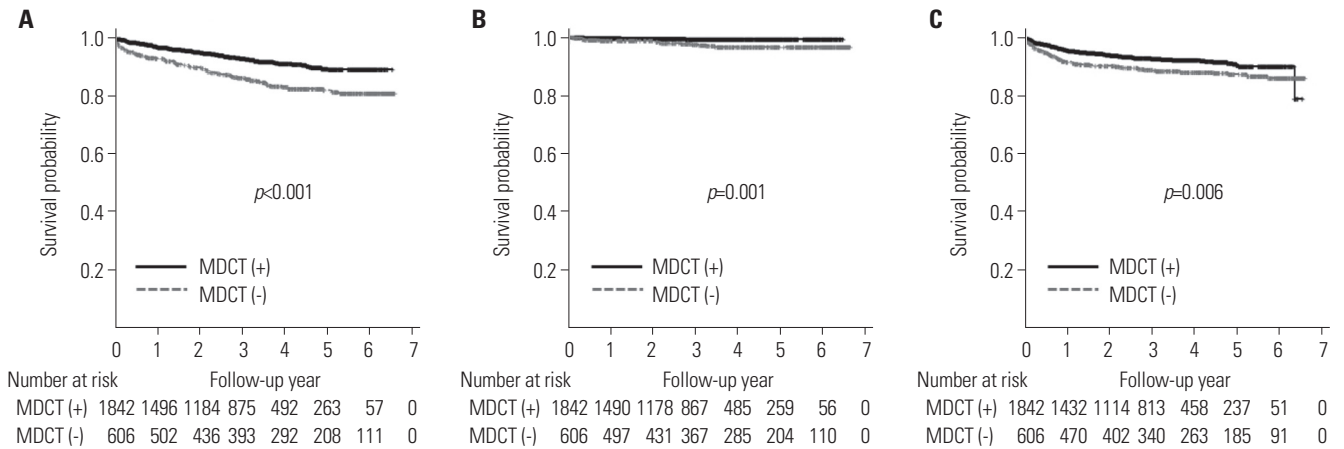 A
Survival probability
1.0
0.8
0.6
0.4
0.2
p<0.001
MDCT (+)
MDCT (-)
0 1 2 3 4 5 6 7
Number at risk Follow-up year
MDCT (+) 1842 1496 1184 875 492 263 57 0
MDCT (-) 606 502 436 393 292 208 111 0
B
Survival probability
1.0
0.8
0.6
0.4
0.2
p=0.001
MDCT (+)
MDCT (-)
0 1 2 3 4 5 6 7
Number at risk Follow-up year
MDCT (+) 1842 1490 1178 867 485 259 56 0
MDCT (-) 606 497 431 367 285 204 110 0
C
Survival probability
1.0
0.8
0.6
0.4
0.2
p=0.006
MDCT (+)
MDCT (-)
0 1 2 3 4 5 6 7
Number at risk Follow-up year
MDCT (+) 1842 1432 1114 813 458 237 51 0
MDCT (-) 606 470 402 340 263 185 91 0